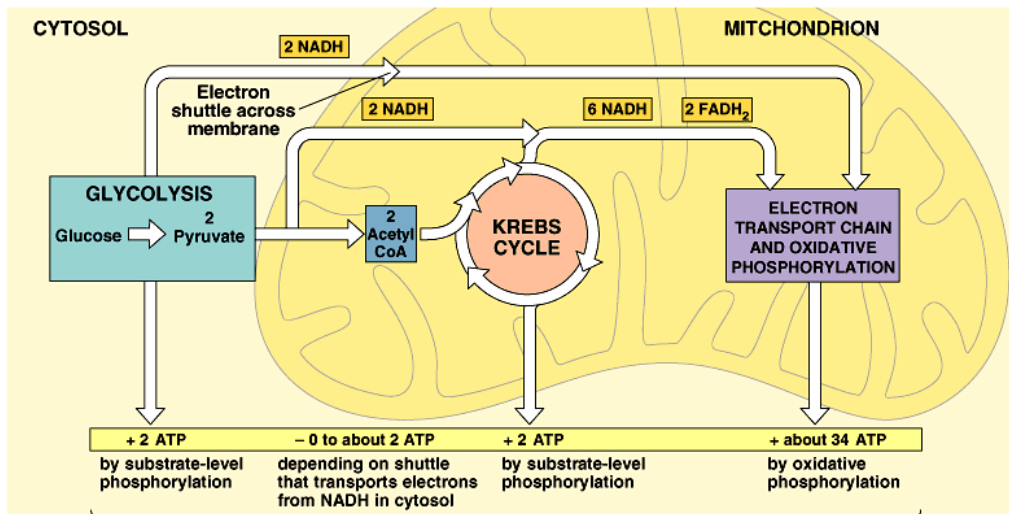 CYTOSOL
MITCHONDRION
2 NADH
Electron
shuttle across
membrane
2 NADH
6 NADH
2 FADH₂
GLYCOLYSIS
Glucose
2
Pyruvate
2
Acetyl
CoA
KREBS
CYCLE
ELECTRON
TRANSPORT CHAIN
AND OXIDATIVE
PHOSPHORYLATION
+ 2 ATP
by substrate-level
phosphorylation
– 0 to about 2 ATP
depending on shuttle
that transports electrons
from NADH in cytosol
+ 2 ATP
by substrate-level
phosphorylation
+ about 34 ATP
by oxidative
phosphorylation